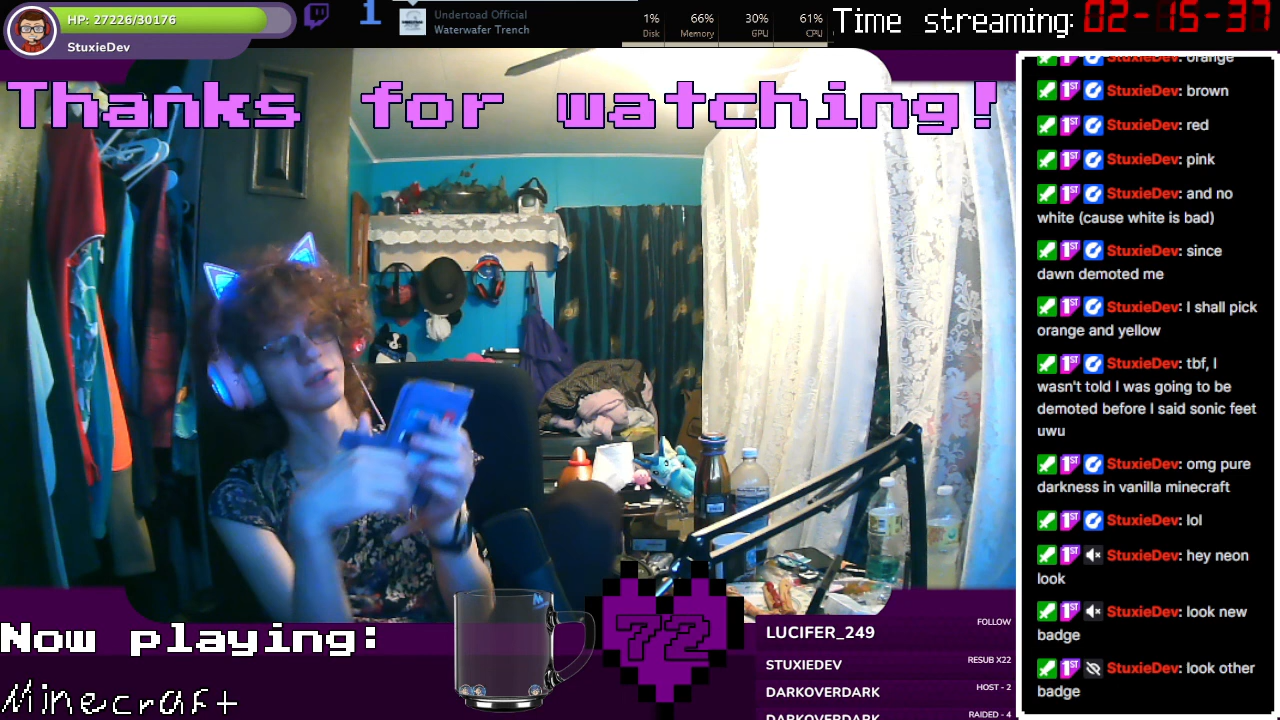 HP: 27226/30176
StuxieDev
1
Undertoad Official
Waterwafer Trench
1% 66% 30% 61%
Disk Memory GPU CPU
Time streaming: 02-15-37
Thanks for watching!
StuxieDev: orange
StuxieDev: brown
StuxieDev: red
StuxieDev: pink
StuxieDev: and no
white (cause white is bad)
StuxieDev: since
dawn demoted me
StuxieDev: I shall pick
orange and yellow
StuxieDev: tbf, I
wasn't told I was going to be
demoted before I said sonic feet
uwu
StuxieDev: omg pure
darkness in vanilla minecraft
StuxieDev: lol
StuxieDev: hey neon
look
StuxieDev: look new
badge
StuxieDev: look other
badge
Now playing:
Minecraft
72
LUCIFER_249 FOLLOW
STUXIEDEV RESUB X22
DARKOVERDARK HOST - 2
DARKOVERDARK RAIDED - 4